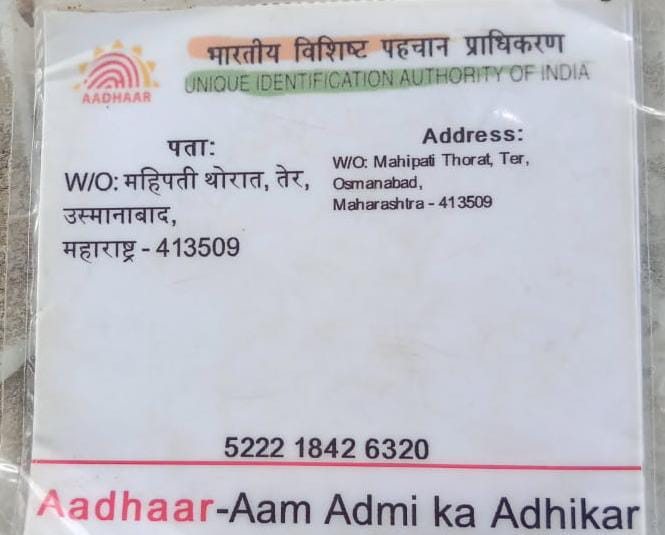 भारतीय विशिष्ट पहचान प्राधिकरण
UNIQUE IDENTIFICATION AUTHORITY OF INDIA
AADHAAR
पता:
W/O: महिपती थोरात, तेर,
उस्मानाबाद,
महाराष्ट्र - 413509
Address:
W/O: Mahipati Thorat, Ter,
Osmanabad,
Maharashtra - 413509
5222 1842 6320
Aadhaar-Aam Admi ka Adhikar